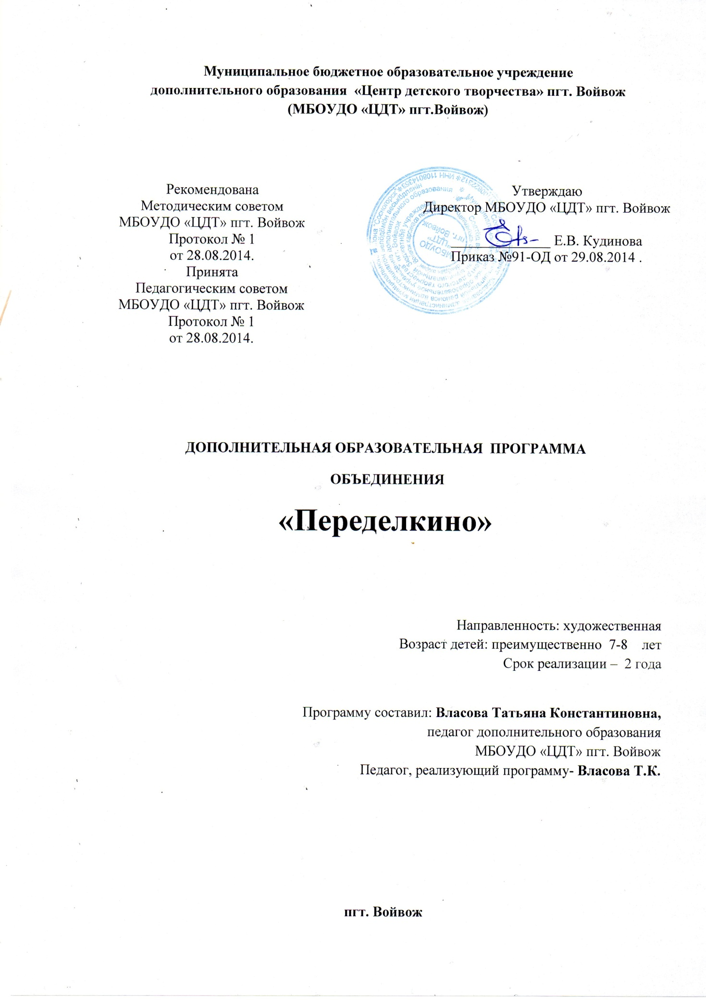 Муниципальное бюджетное образовательное учреждение
дополнительного образования «Центр детского творчества» пгт. Войвож
(МБОУДО «ЦДТ» пгт.Войвож)
Рекомендована
Методическим советом
МБОУДО «ЦДТ» пгт. Войвож
Протокол № 1
от 28.08.2014.
Принята
Педагогическим советом
МБОУДО «ЦДТ» пгт. Войвож
Протокол № 1
от 28.08.2014.
Утверждаю
Директор МБОУДО «ЦДТ» пгт. Войвож
Е.В. Кудинова
Приказ №91-ОД от 29.08.2014 .
МБОУДО
"ЦДТ"
пгт. Войвож
ДОПОЛНИТЕЛЬНАЯ ОБРАЗОВАТЕЛЬНАЯ ПРОГРАММА
ОБЪЕДИНЕНИЯ
«Переделкино»
Направленность: художественная
Возраст детей: преимущественно 7-8 лет
Срок реализации – 2 года
Программу составил: Власова Татьяна Константиновна,
педагог дополнительного образования
МБОУДО «ЦДТ» пгт. Войвож
Педагог, реализующий программу- Власова Т.К.
пгт. Войвож